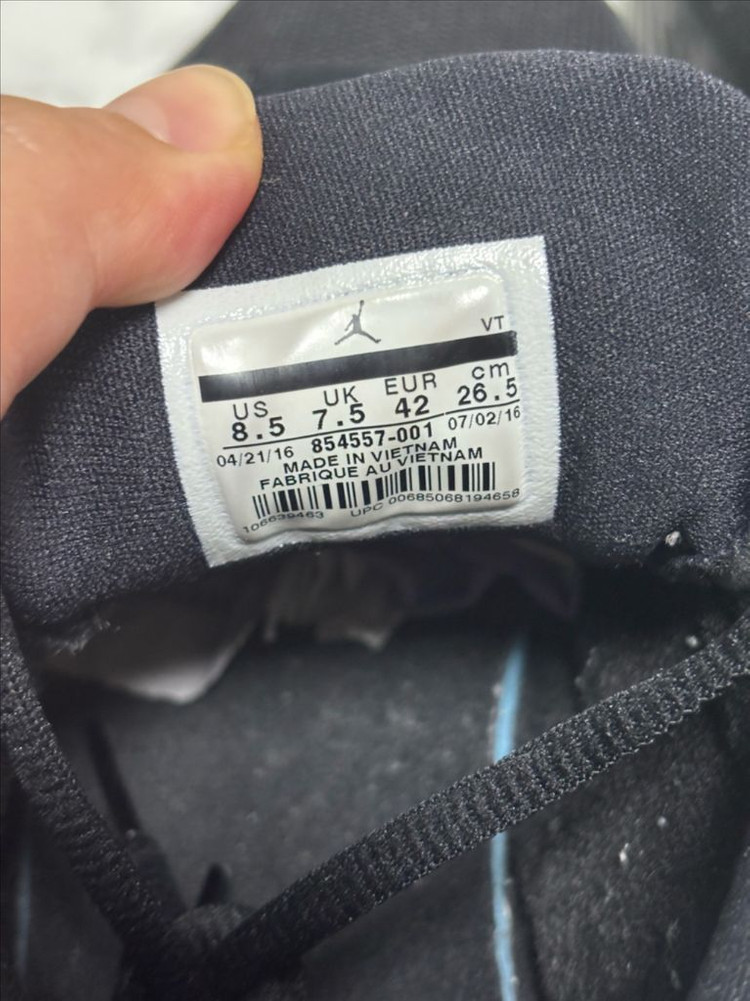 VT
US UK EUR cm
8.5 7.5 42 26.5
04/21/16 854557-001 07/02/16
MADE IN VIETNAM
FABRIQUE AU VIETNAM
106639463 UPC 00685068194658